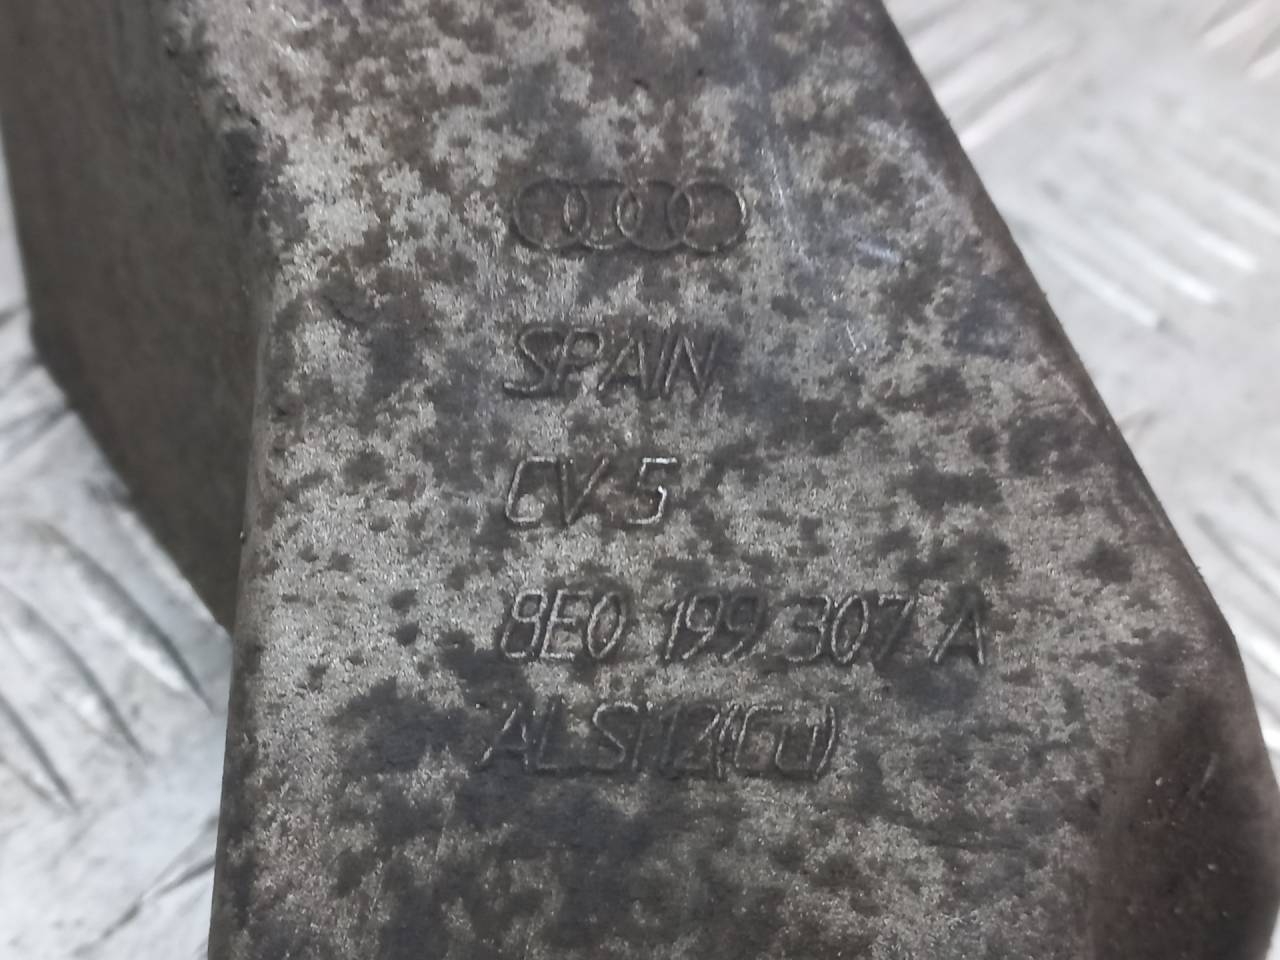 SPAIN
CV 5
8E0 199 307 A
ALSI12(CU)